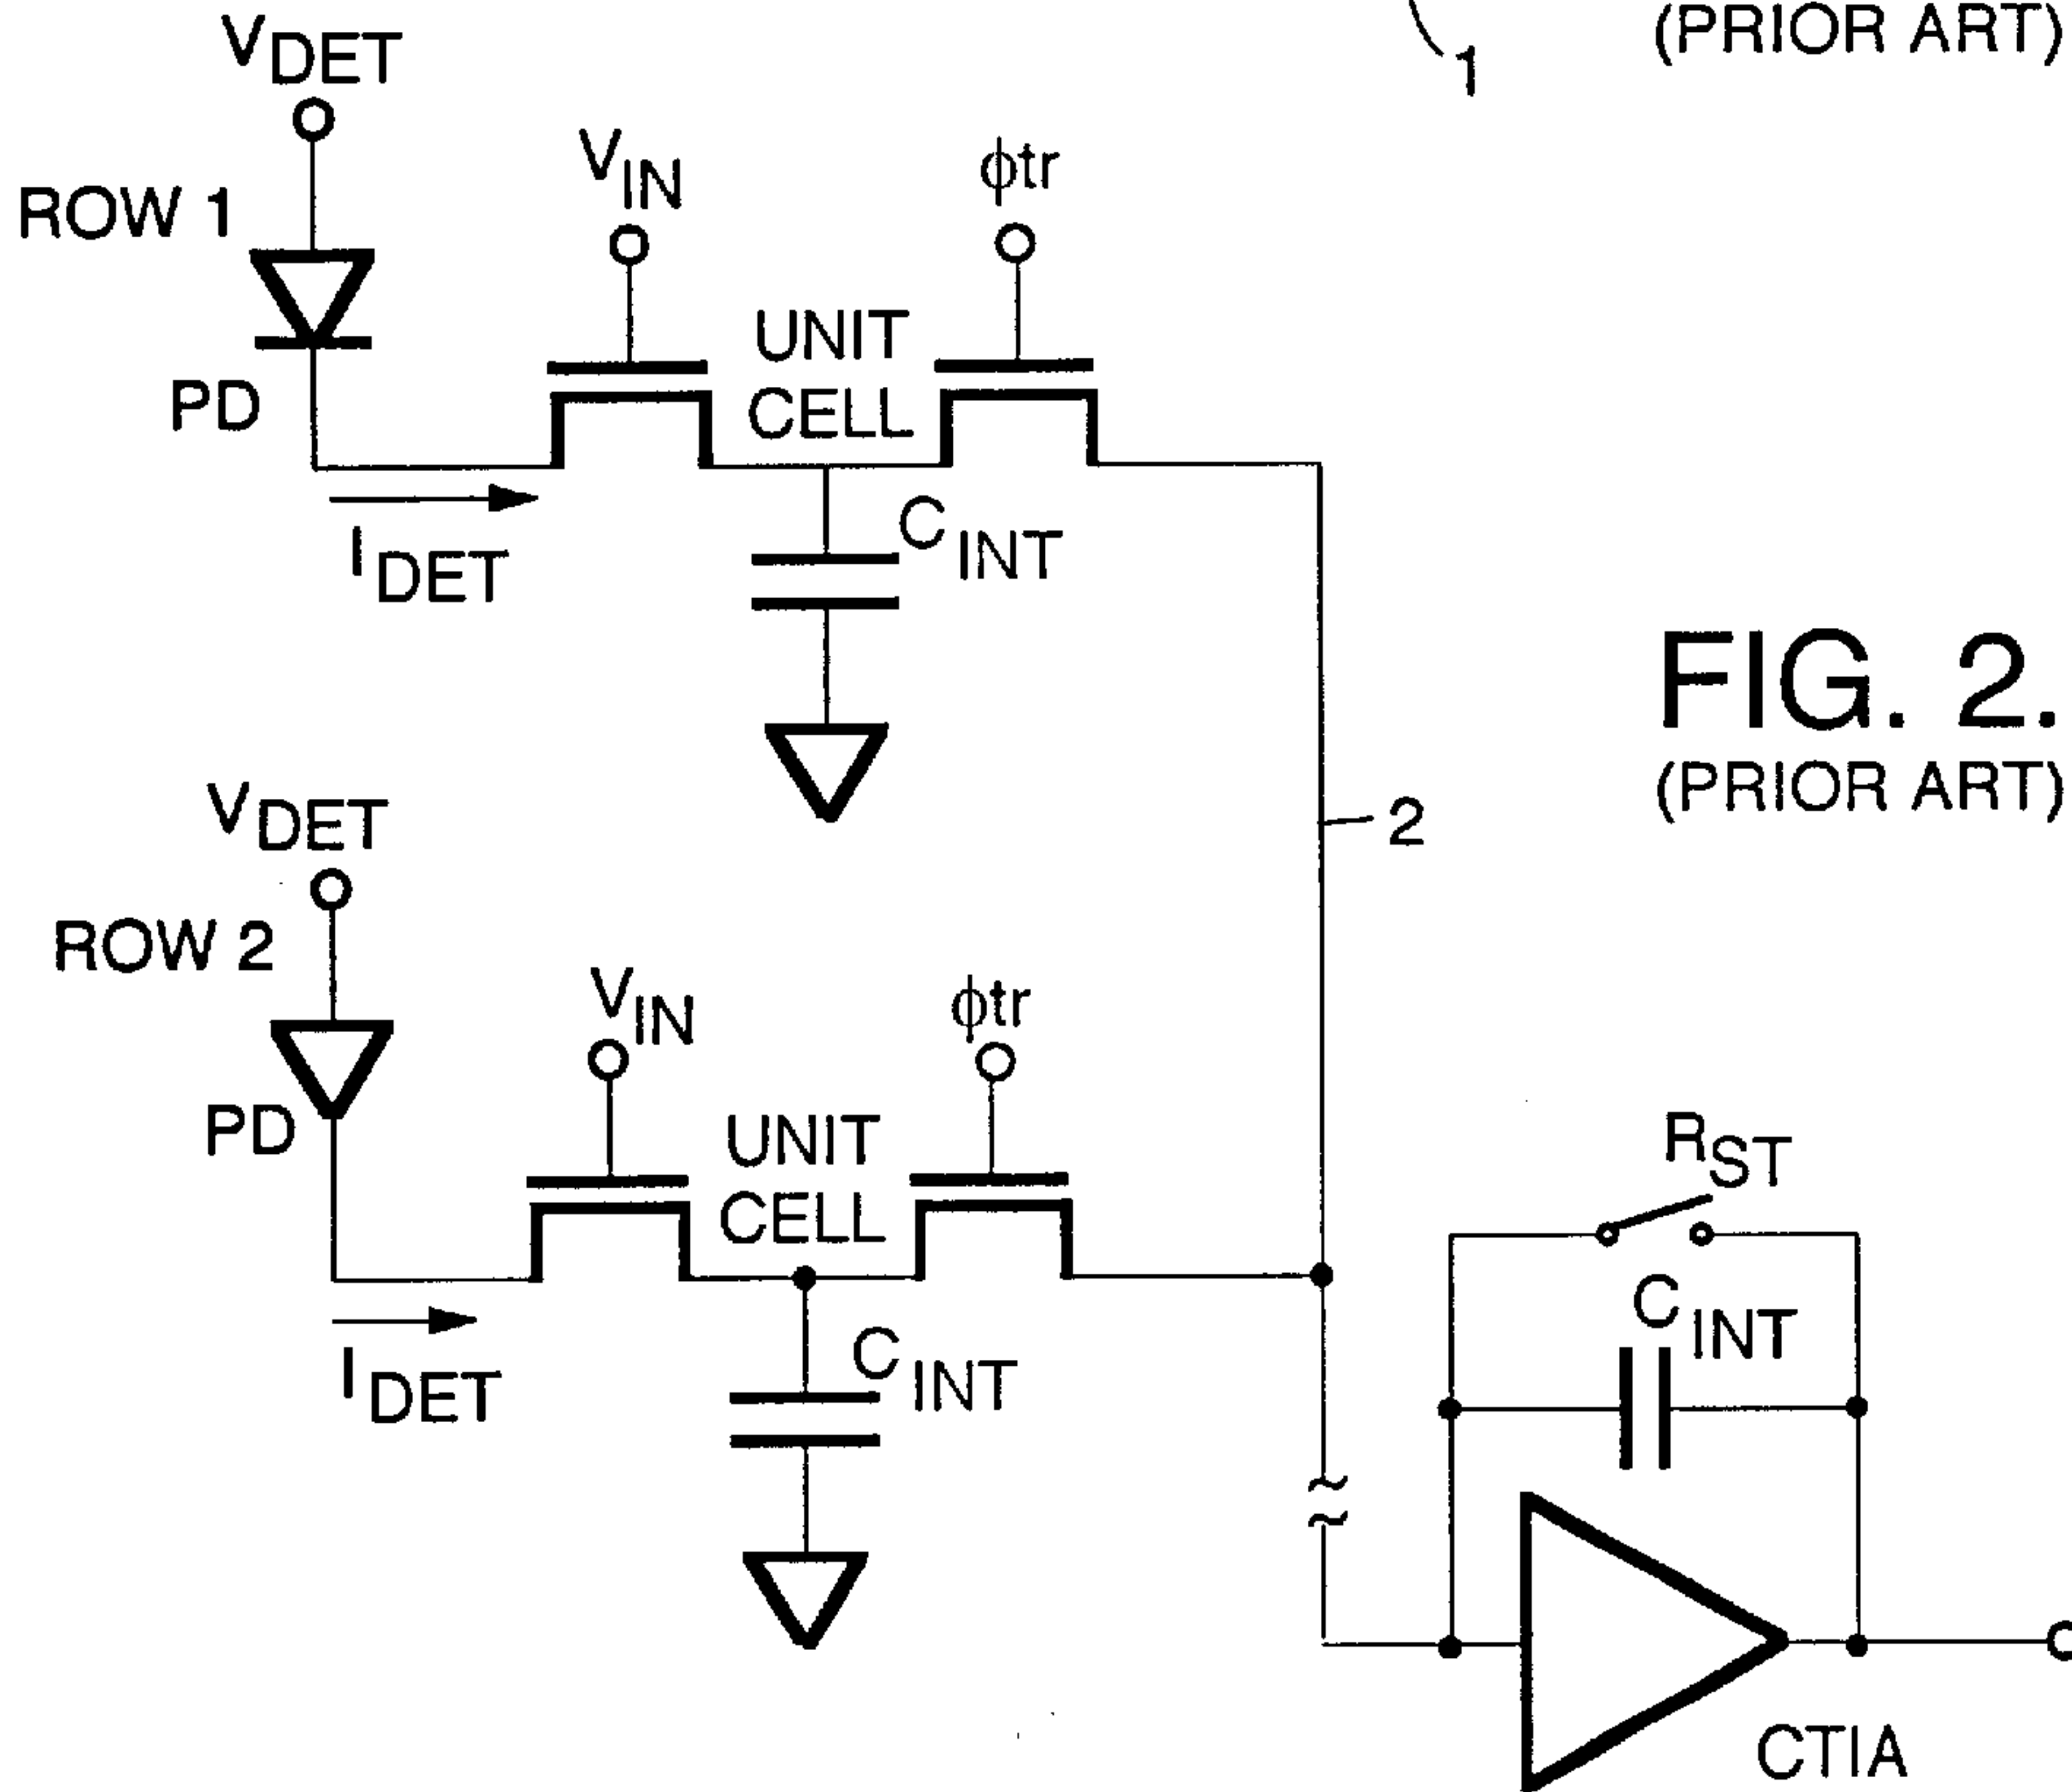 1
(PRIOR ART)
VDET
ROW 1
VIN
ϕtr
UNIT
CELL
PD
IDET
CINT
FIG. 2.
(PRIOR ART)
2
VDET
ROW 2
VIN
ϕtr
PD
UNIT
CELL
IDET
CINT
RST
CINT
CTIA